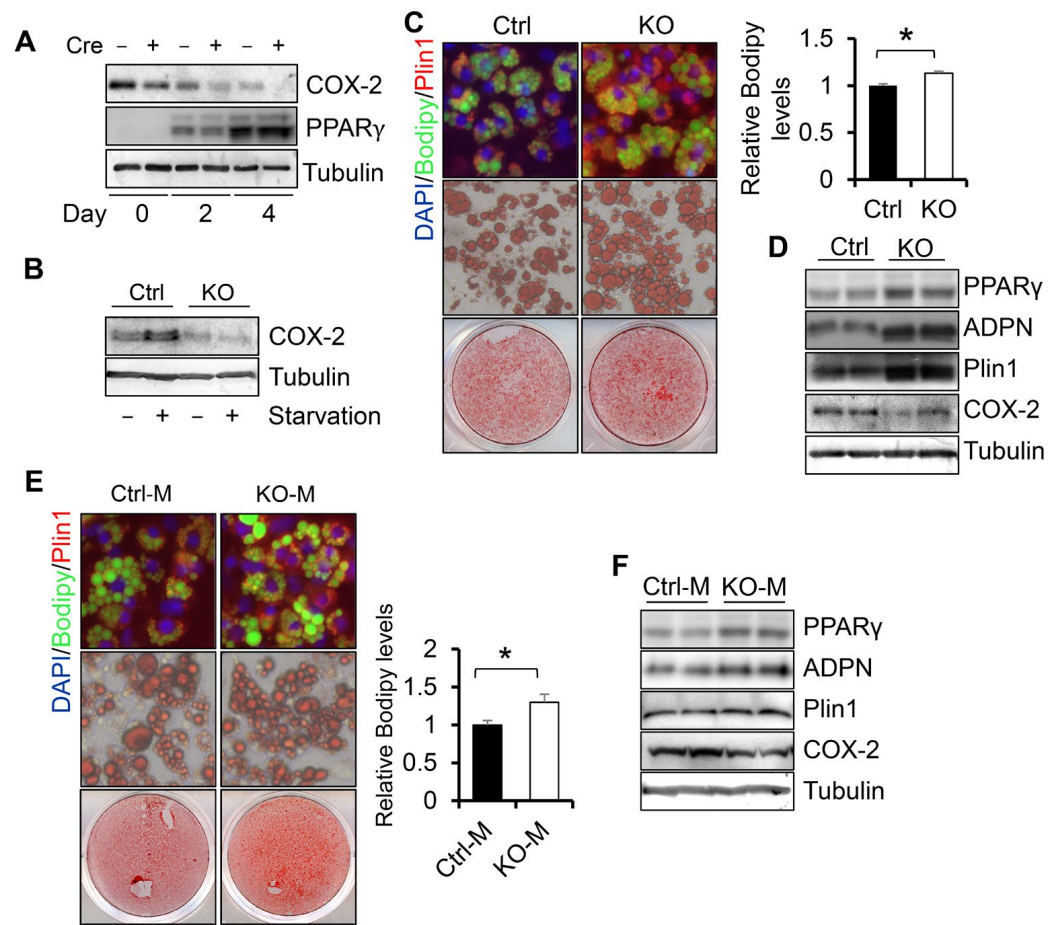 A
Cre – + – + – +
COX-2
PPARγ
Tubulin
Day 0 2 4
B
Ctrl KO
COX-2
Tubulin
– + – + Starvation
C
Ctrl KO
DAPI/Bodipy/Plin1
Relative Bodipy
levels
1.5
1
0.5
0
*
Ctrl KO
D
Ctrl KO
PPARγ
ADPN
Plin1
COX-2
Tubulin
E
Ctrl-M KO-M
DAPI/Bodipy/Plin1
Relative Bodipy levels
2
1.5
1
0.5
0
*
Ctrl-M KO-M
F
Ctrl-M KO-M
PPARγ
ADPN
Plin1
COX-2
Tubulin